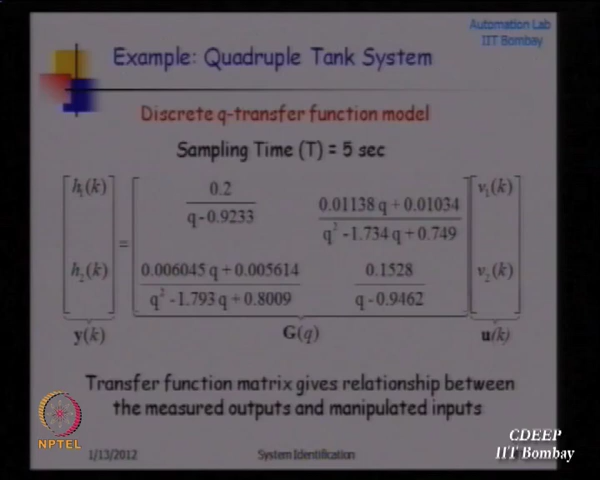 Automation Lab
IIT Bombay
Example: Quadruple Tank System
Discrete q-transfer function model
Sampling Time (T) = 5 sec
h₁(k) 0.2 0.01138 q + 0.01034 v₁(k)
q - 0.9233 q² -1.734 q + 0.749
=
h₂(k) 0.006045 q + 0.005614 0.1528 v₂(k)
q² -1.793 q + 0.8009 q - 0.9462
y(k) G(q) u(k)
Transfer function matrix gives relationship between
the measured outputs and manipulated inputs
NPTEL
1/13/2012 System Identification
CDEEP
IIT Bombay